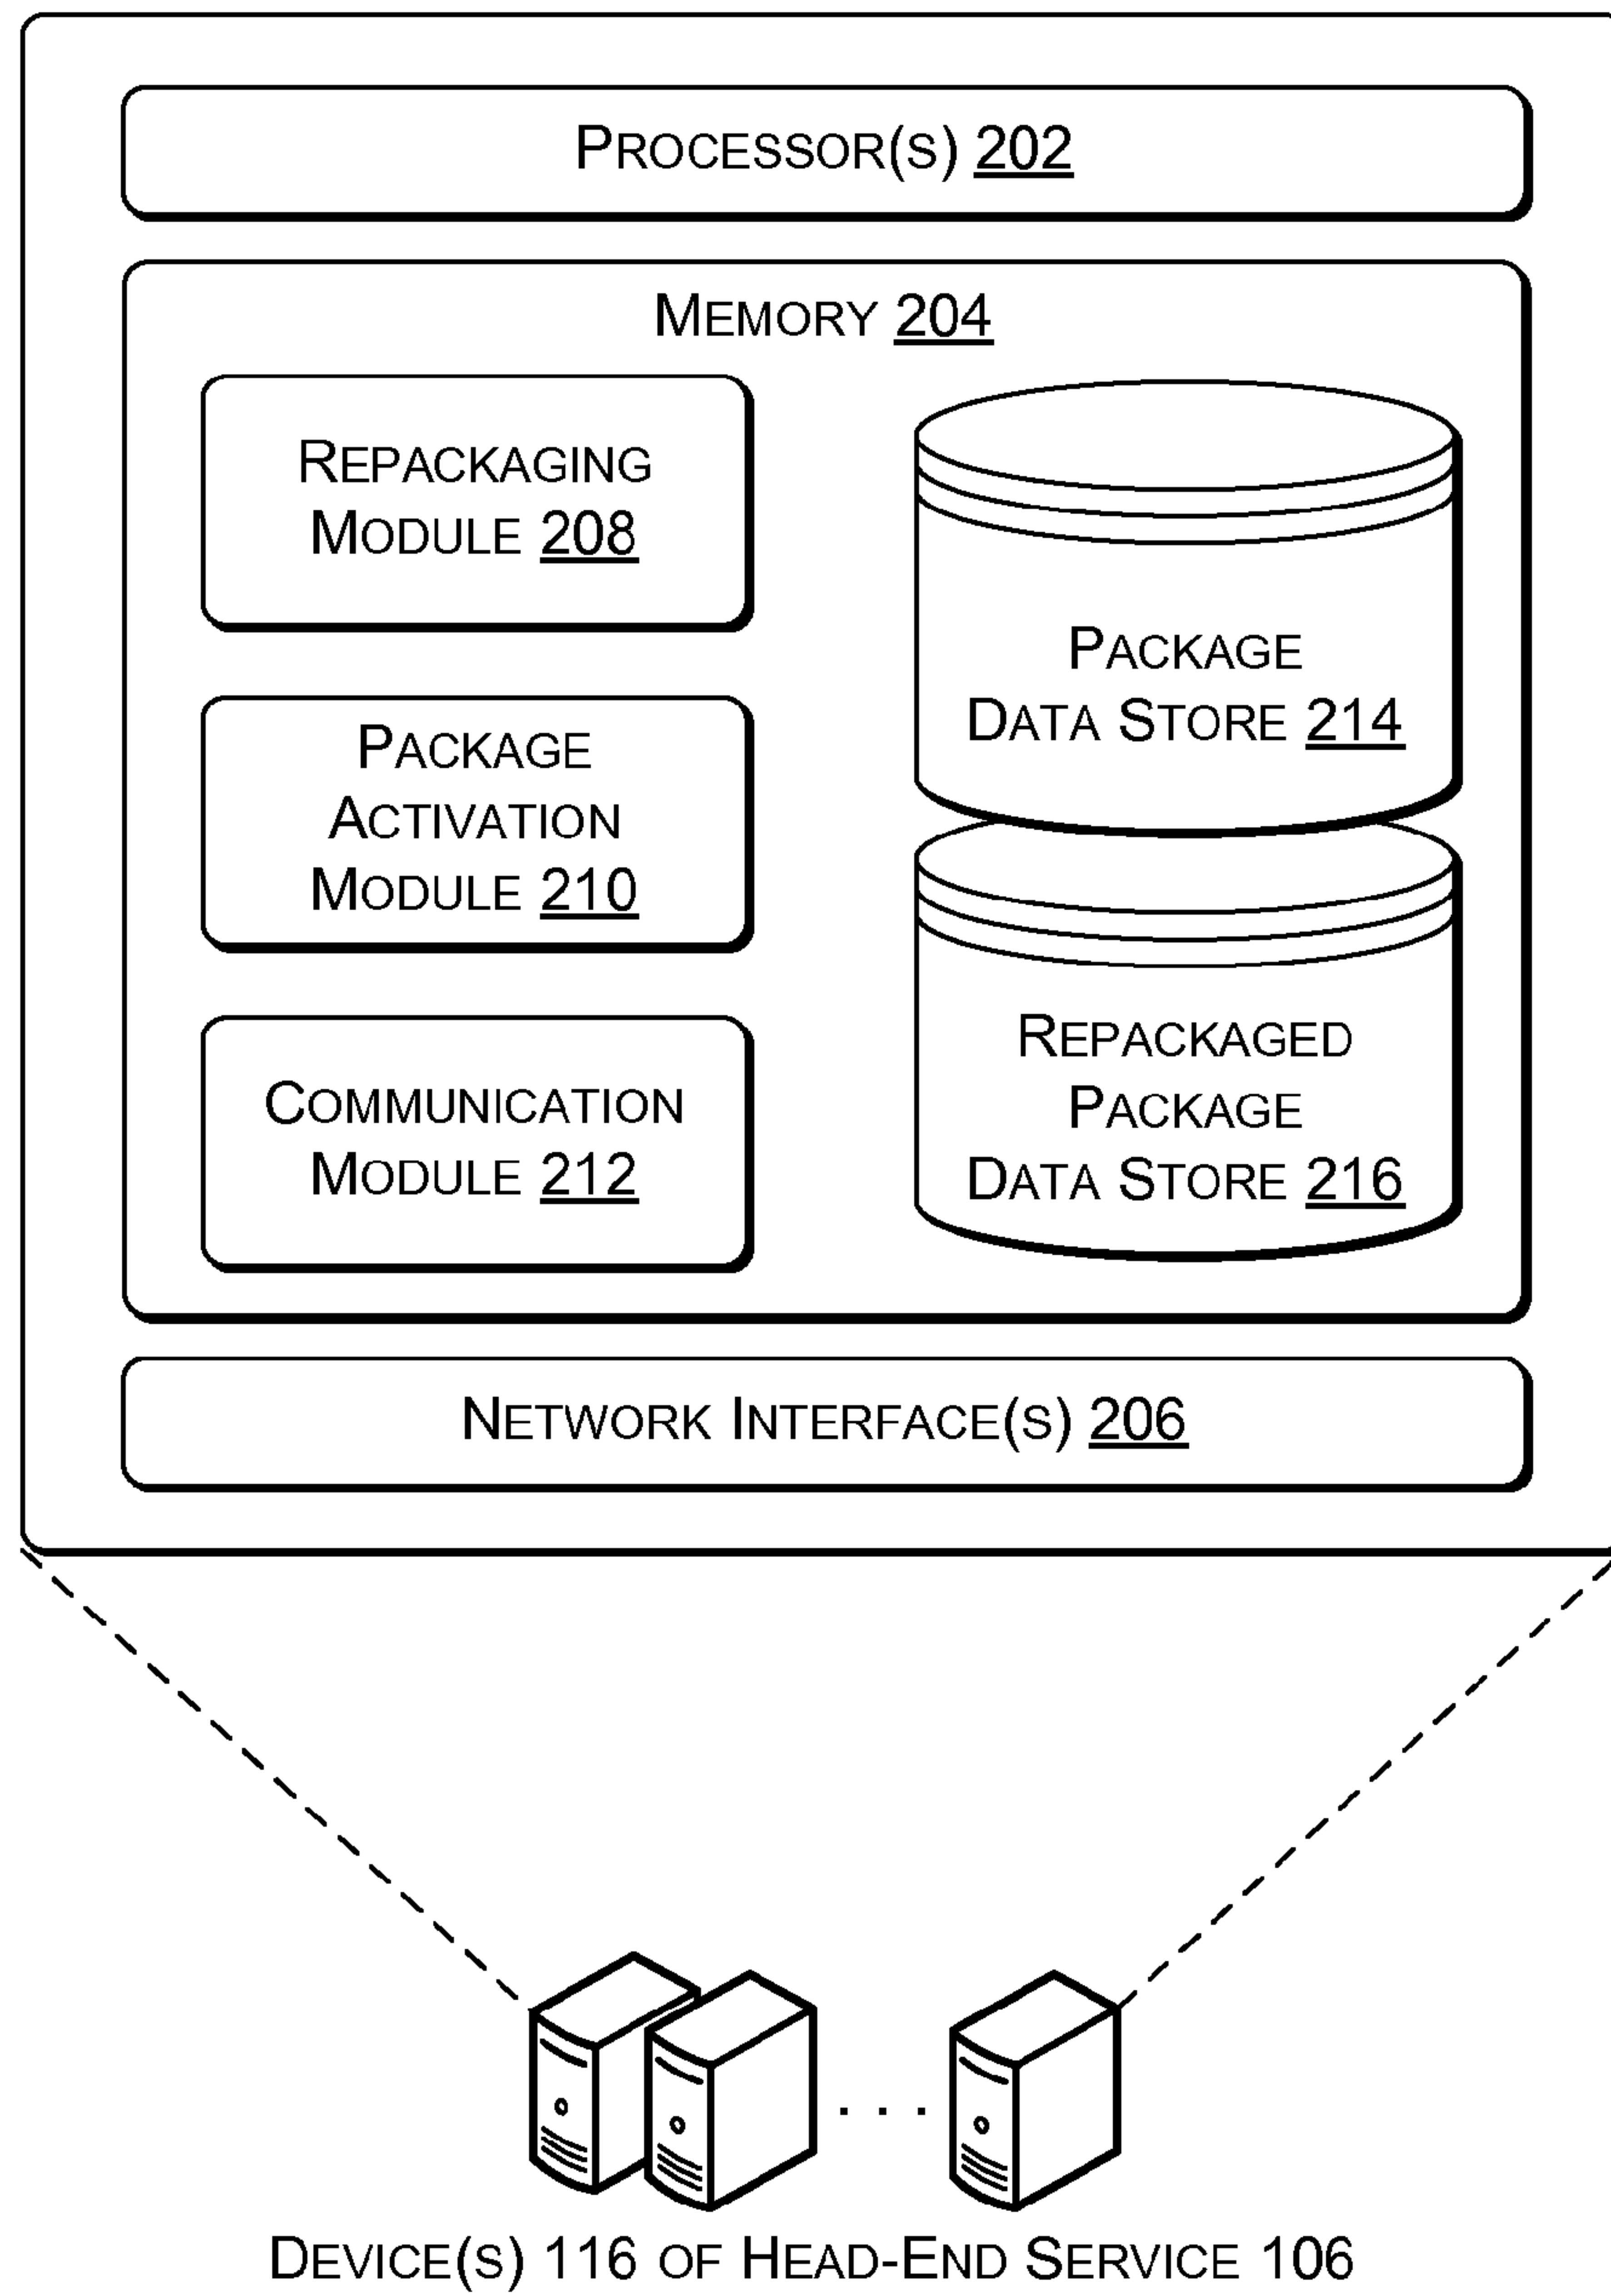 PROCESSOR(S) 202
MEMORY 204
REPACKAGING
MODULE 208
PACKAGE
ACTIVATION
MODULE 210
COMMUNICATION
MODULE 212
PACKAGE
DATA STORE 214
REPACKAGED
PACKAGE
DATA STORE 216
NETWORK INTERFACE(S) 206
. . .
DEVICE(S) 116 OF HEAD-END SERVICE 106